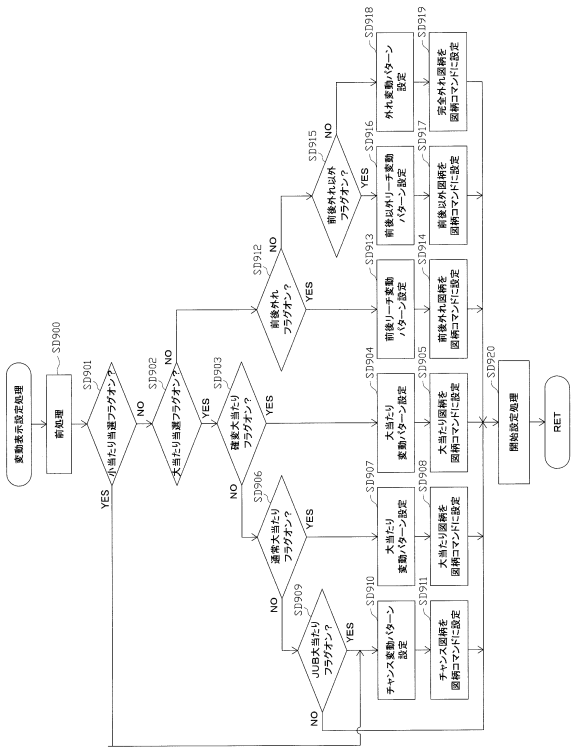 変動表示設定処理
SD900
前処理
SD901
小当たり当選フラグオン？
YES
NO
SD902
大当たり当選フラグオン？
NO
YES
SD903
確変大当たり
フラグオン？
NO
YES
SD904
大当たり
変動パターン設定
SD905
大当たり図柄を
図柄コマンドに設定
SD906
通常大当たり
フラグオン？
NO
YES
SD907
大当たり
変動パターン設定
SD908
大当たり図柄を
図柄コマンドに設定
SD909
JUB大当たり
フラグオン？
NO
YES
SD910
チャンス変動パターン
設定
SD911
チャンス図柄を
図柄コマンドに設定
SD912
前後外れ
フラグオン？
NO
YES
SD913
前後リーチ変動
パターン設定
SD914
前後外れ図柄を
図柄コマンドに設定
SD915
前後外れ以外
フラグオン？
NO
YES
SD916
前後以外リーチ変動
パターン設定
SD917
前後以外図柄を
図柄コマンドに設定
SD918
外れ変動パターン
設定
SD919
完全外れ図柄を
図柄コマンドに設定
SD920
開始設定処理
RET